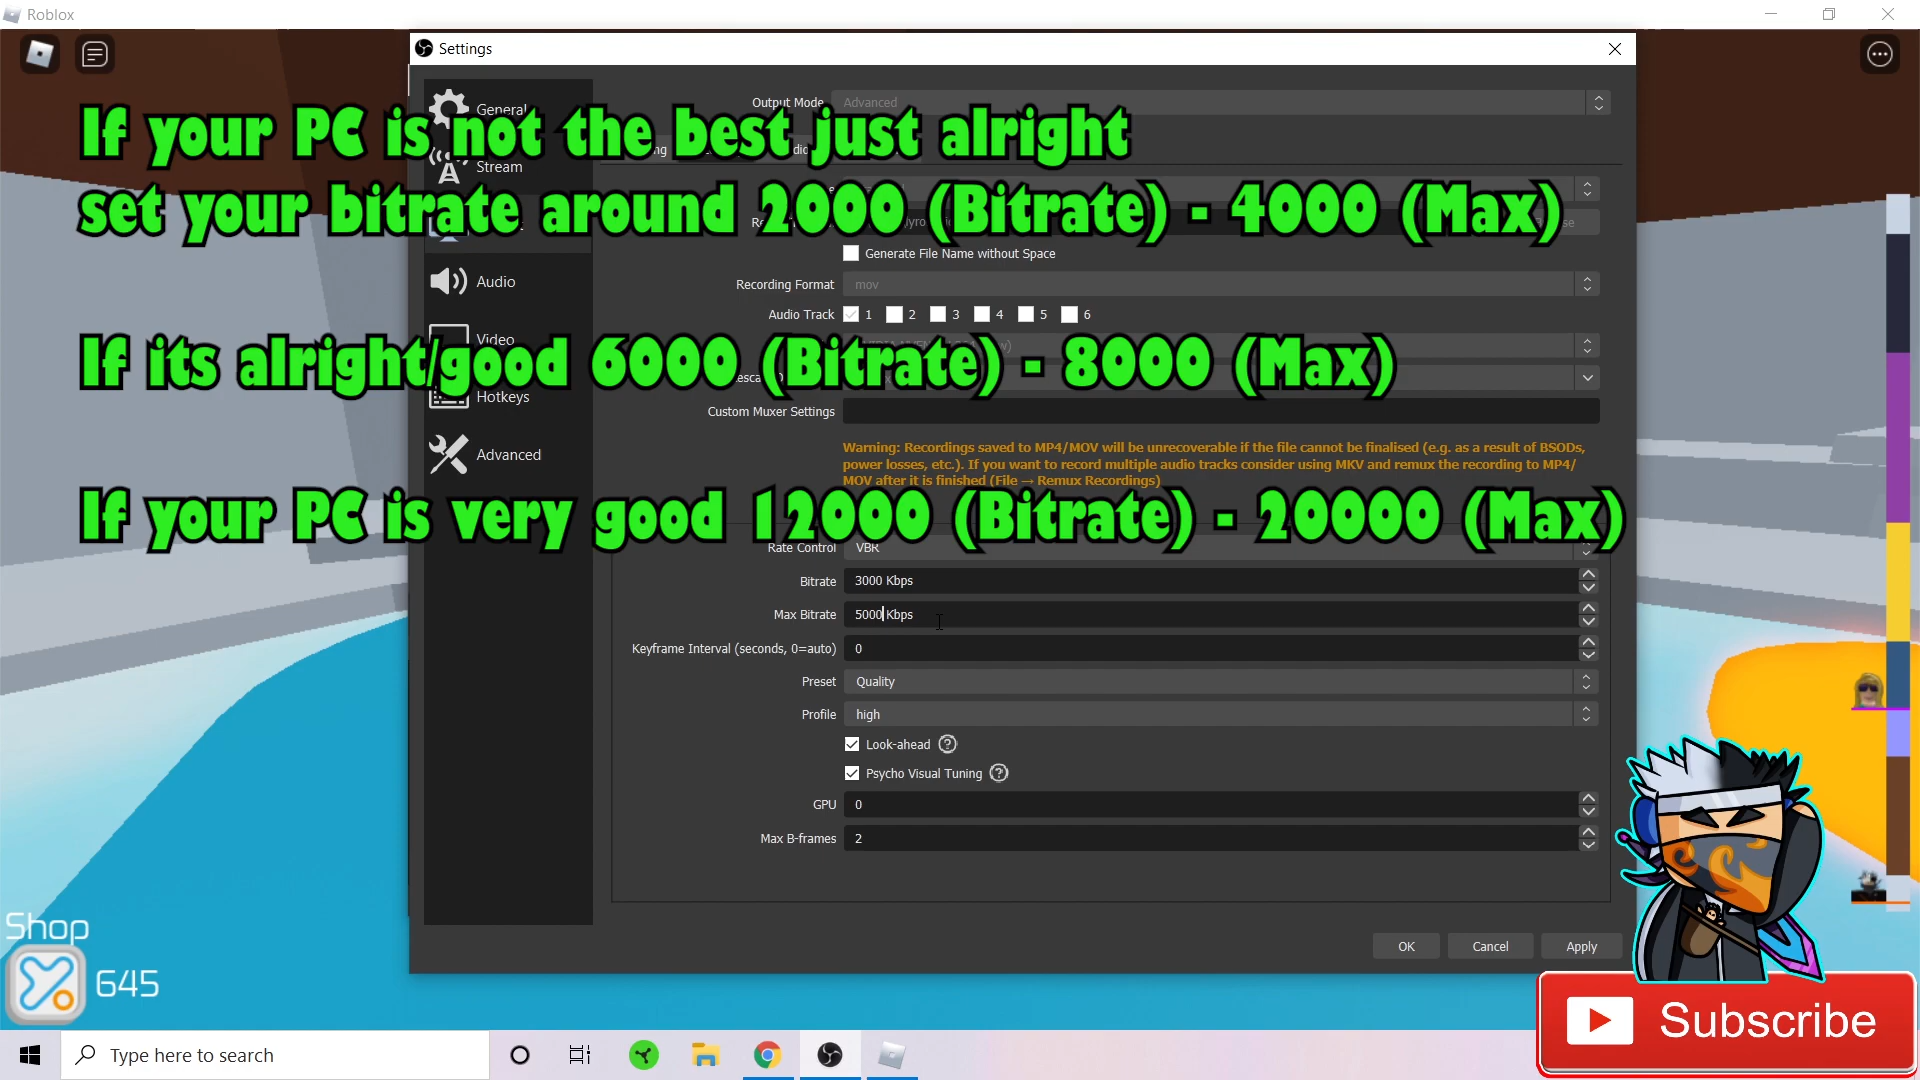 Roblox
Settings
General
Output Mode Advanced
If your PC is not the best just alright
Stream
set your bitrate around 2000 (Bitrate) - 4000 (Max)
Generate File Name without Space
Audio
Recording Format mov
Audio Track 1 2 3 4 5 6
Video
If its alright/good 6000 (Bitrate) - 8000 (Max)
Hotkeys
Custom Muxer Settings
Warning: Recordings saved to MP4/MOV will be unrecoverable if the file cannot be finalised (e.g. as a result of BSODs,
power losses, etc.). If you want to record multiple audio tracks consider using MKV and remux the recording to MP4/
MOV after it is finished (File → Remux Recordings)
Advanced
If your PC is very good 12000 (Bitrate) - 20000 (Max)
Rate Control VBR
Bitrate 3000 Kbps
Max Bitrate 5000 Kbps
Keyframe Interval (seconds, 0=auto) 0
Preset Quality
Profile high
Look-ahead ?
Psycho Visual Tuning ?
GPU 0
Max B-frames 2
OK Cancel Apply
Shop
645
Subscribe
Type here to search